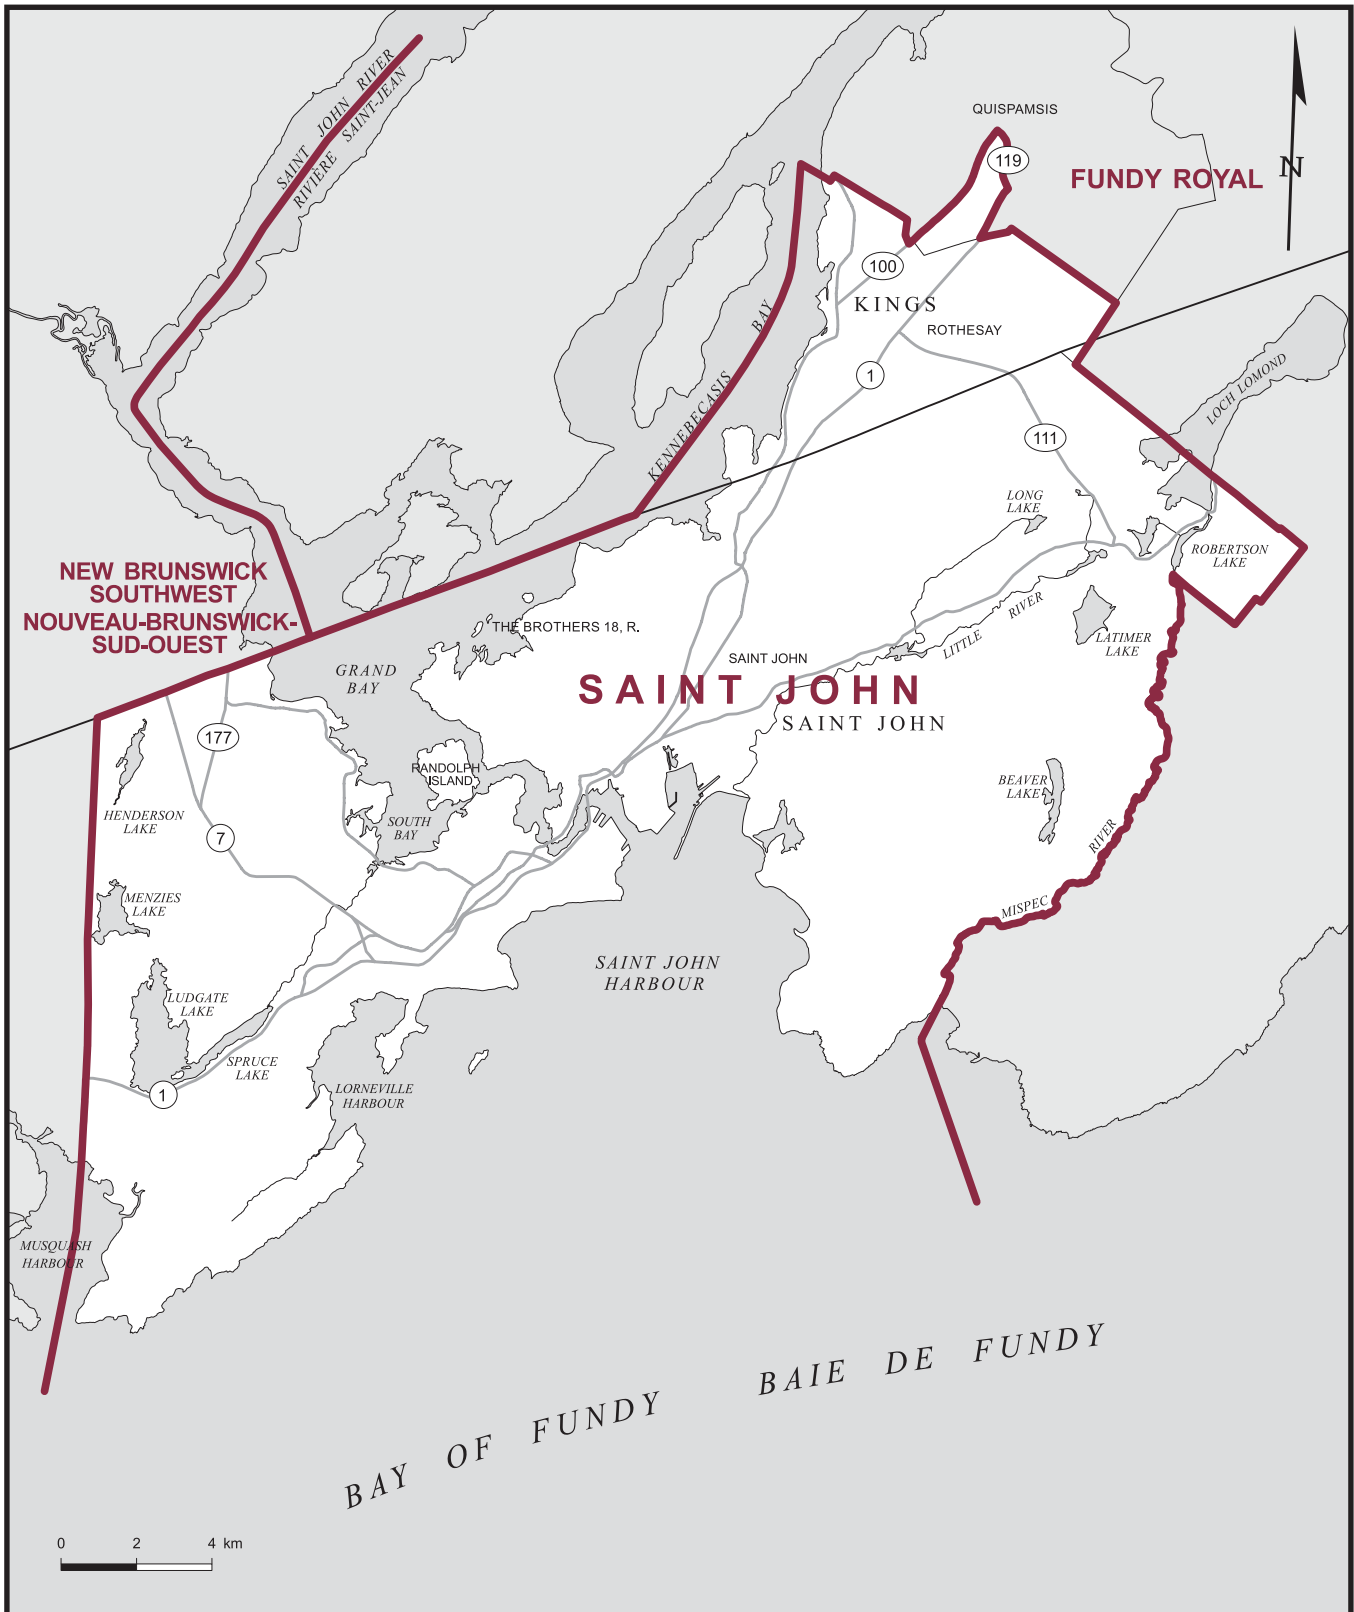 QUISPAMSIS
119
FUNDY ROYAL
N
SAINT JOHN RIVER
RIVIÈRE SAINT-JEAN
100
KINGS
BAY
ROTHESAY
1
LOCH LOMOND
KENNEBECASIS
111
LONG
LAKE
ROBERTSON
LAKE
NEW BRUNSWICK
SOUTHWEST
NOUVEAU-BRUNSWICK-
SUD-OUEST
THE BROTHERS 18, R.
RIVER
LITTLE
LATIMER
LAKE
GRAND
BAY
SAINT JOHN
SAINT JOHN
SAINT JOHN
177
RANDOLPH
ISLAND
BEAVER
LAKE
HENDERSON
LAKE
SOUTH
BAY
7
RIVER
MISPEC
MENZIES
LAKE
SAINT JOHN
HARBOUR
LUDGATE
LAKE
SPRUCE
LAKE
1
LORNEVILLE
HARBOUR
MUSQUASH
HARBOUR
BAY OF FUNDY
BAIE DE FUNDY
0 2 4 km